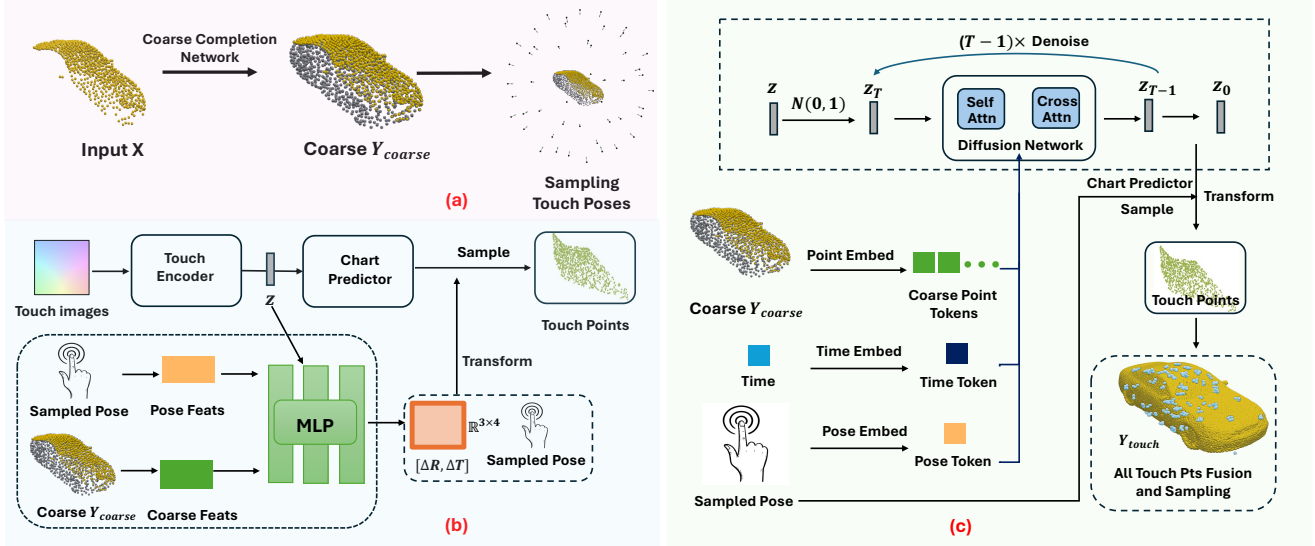 Coarse Completion
Network
Input X
Coarse Y_coarse
Sampling
Touch Poses
(a)
Touch images
Touch
Encoder
z
Chart
Predictor
Sample
Touch Points
Transform
Sampled Pose
Pose Feats
MLP
ℝ^{3×4}
[ΔR, ΔT]
Sampled Pose
Coarse Y_coarse
Coarse Feats
(b)
(T − 1)× Denoise
z
N(0, 1)
z_T
Self
Attn
Cross
Attn
Diffusion Network
z_{T−1}
z_0
Chart Predictor
Sample
Transform
Coarse Y_coarse
Point Embed
Coarse Point
Tokens
Touch Points
Time
Time Embed
Time Token
Sampled Pose
Pose Embed
Pose Token
Y_touch
All Touch Pts Fusion
and Sampling
(c)